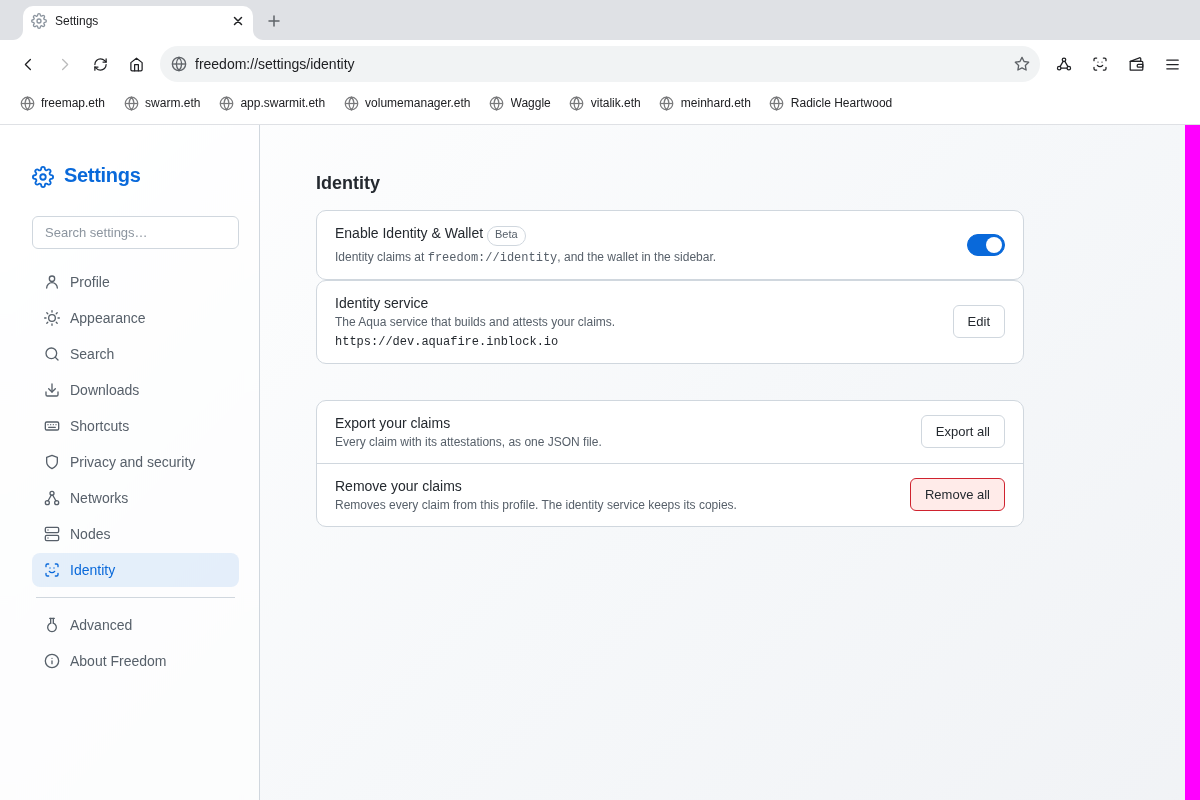 Settings
freedom://settings/identity
freemap.eth
swarm.eth
app.swarmit.eth
volumemanager.eth
Waggle
vitalik.eth
meinhard.eth
Radicle Heartwood
Settings
Search settings…
Profile
Appearance
Search
Downloads
Shortcuts
Privacy and security
Networks
Nodes
Identity
Advanced
About Freedom
Identity
Enable Identity & Wallet Beta
Identity claims at freedom://identity, and the wallet in the sidebar.
Identity service
The Aqua service that builds and attests your claims.
https://dev.aquafire.inblock.io
Edit
Export your claims
Every claim with its attestations, as one JSON file.
Export all
Remove your claims
Removes every claim from this profile. The identity service keeps its copies.
Remove all